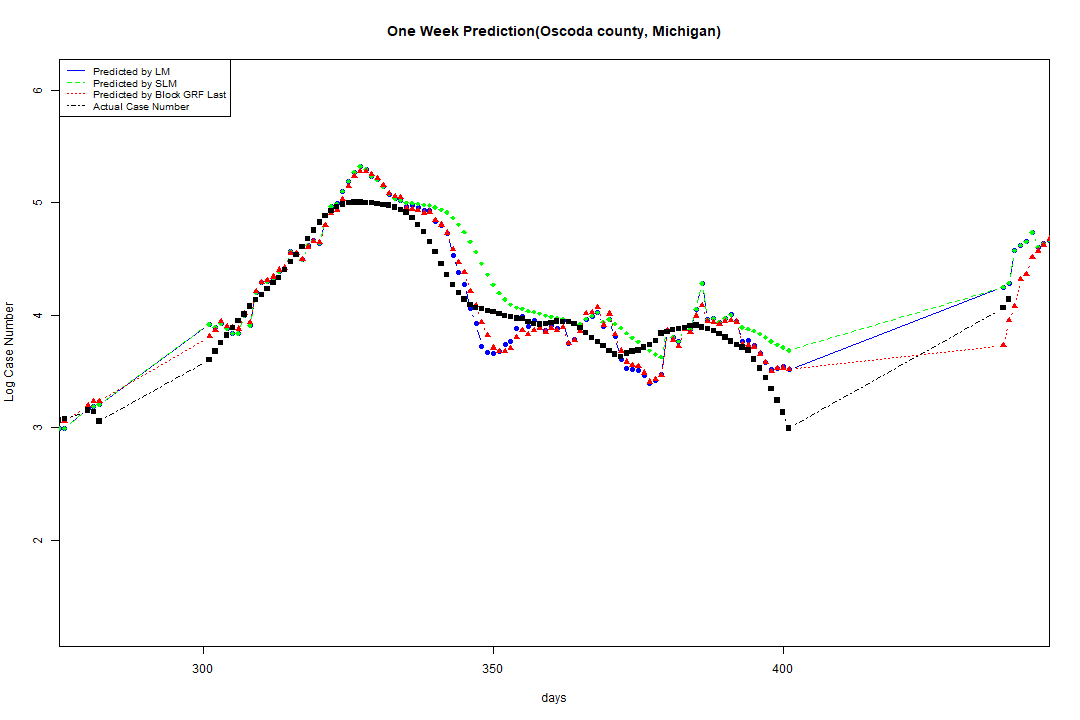 One Week Prediction(Oscoda county, Michigan)
Predicted by LM
Predicted by SLM
Predicted by Block GRF Last
Actual Case Number
6
5
4
3
2
Log Case Number
300 350 400
days